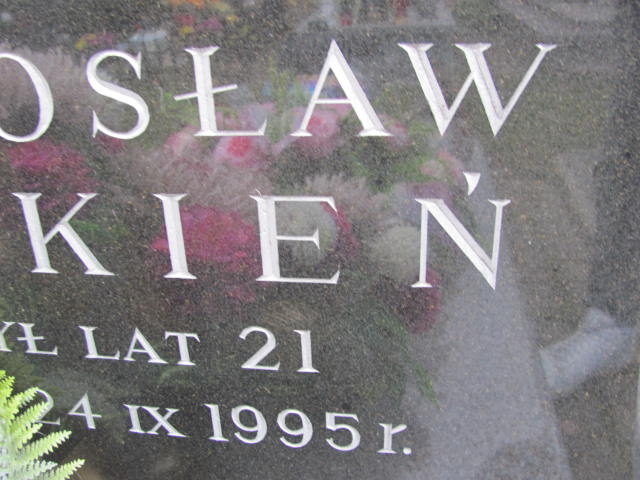 OSŁAW
KIEŃ
YŁ LAT 21
24 IX 1995 r.